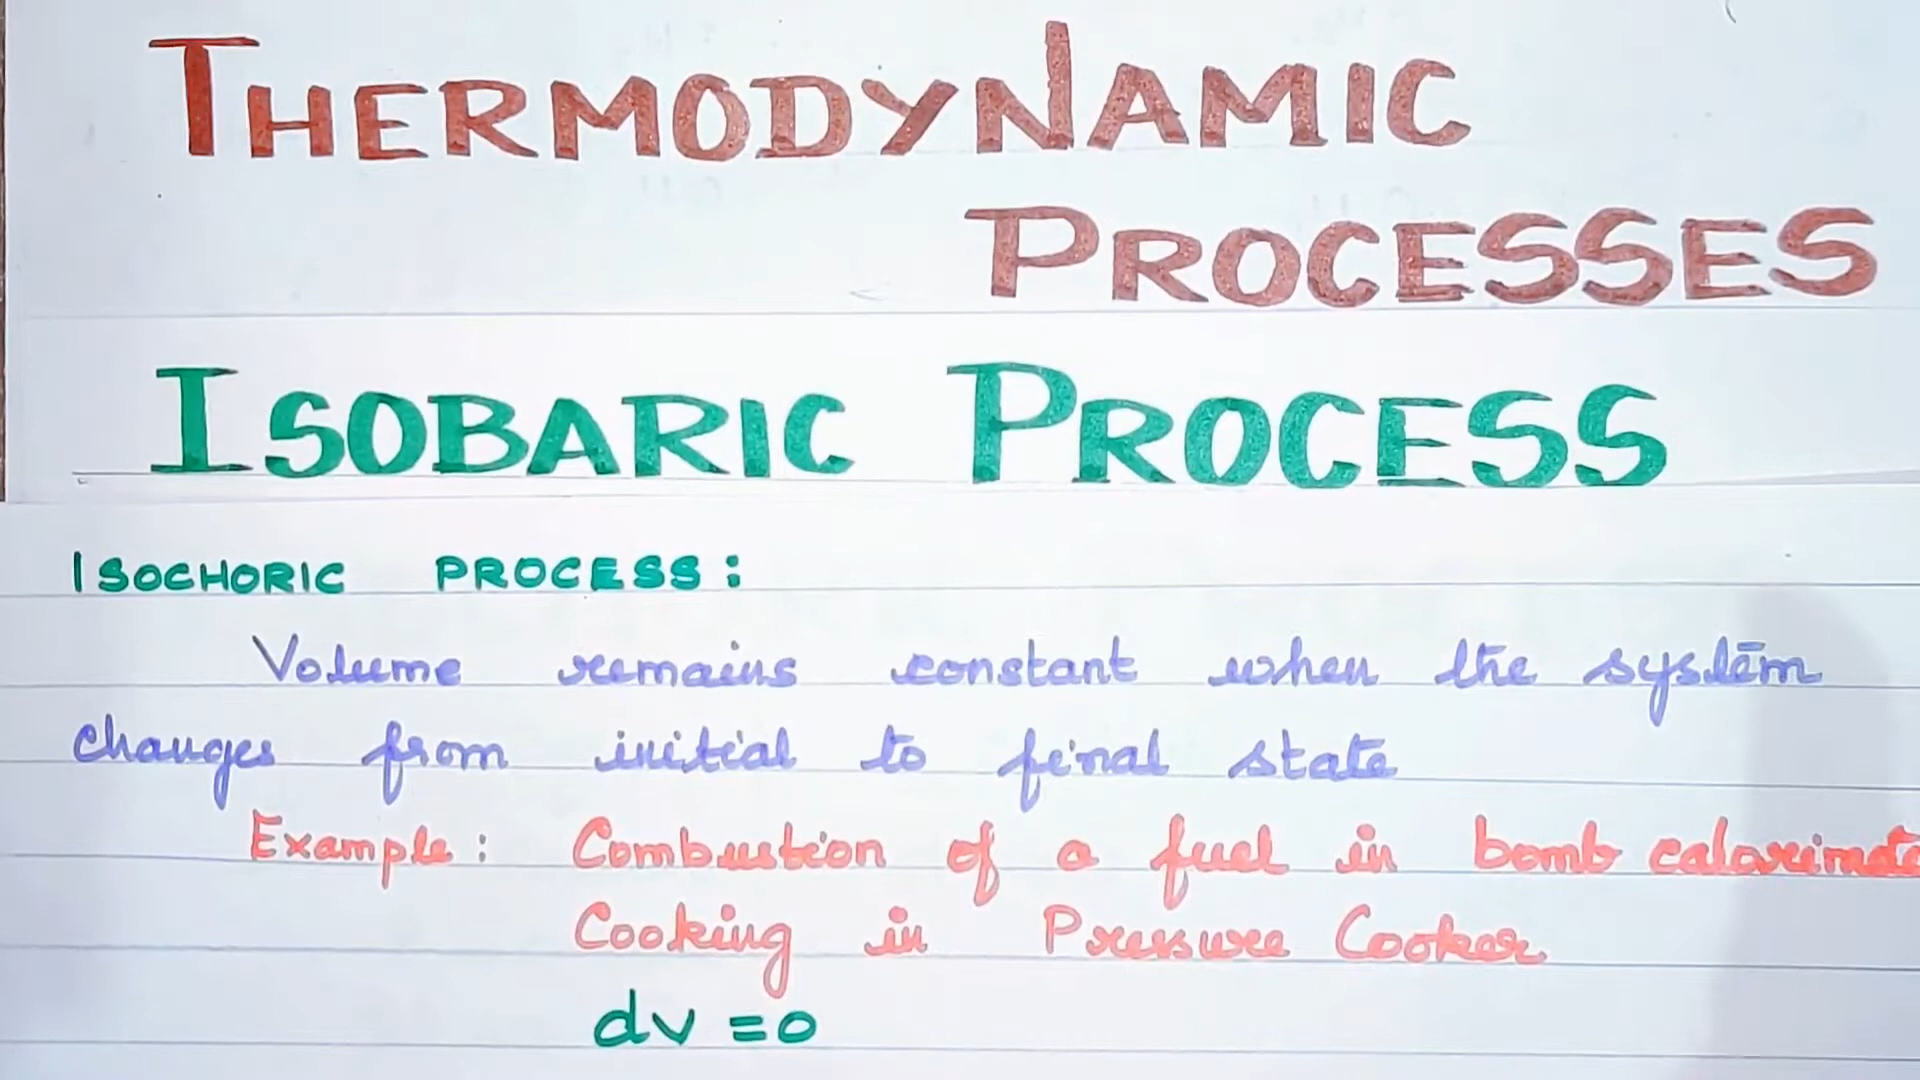 THERMODYNAMIC
PROCESSES
ISOBARIC PROCESS
ISOCHORIC PROCESS:
Volume remains constant when the system
changes from initial to final state
Example: Combustion of a fuel in bomb calorimete
Cooking in Pressure Cooker
dv = 0